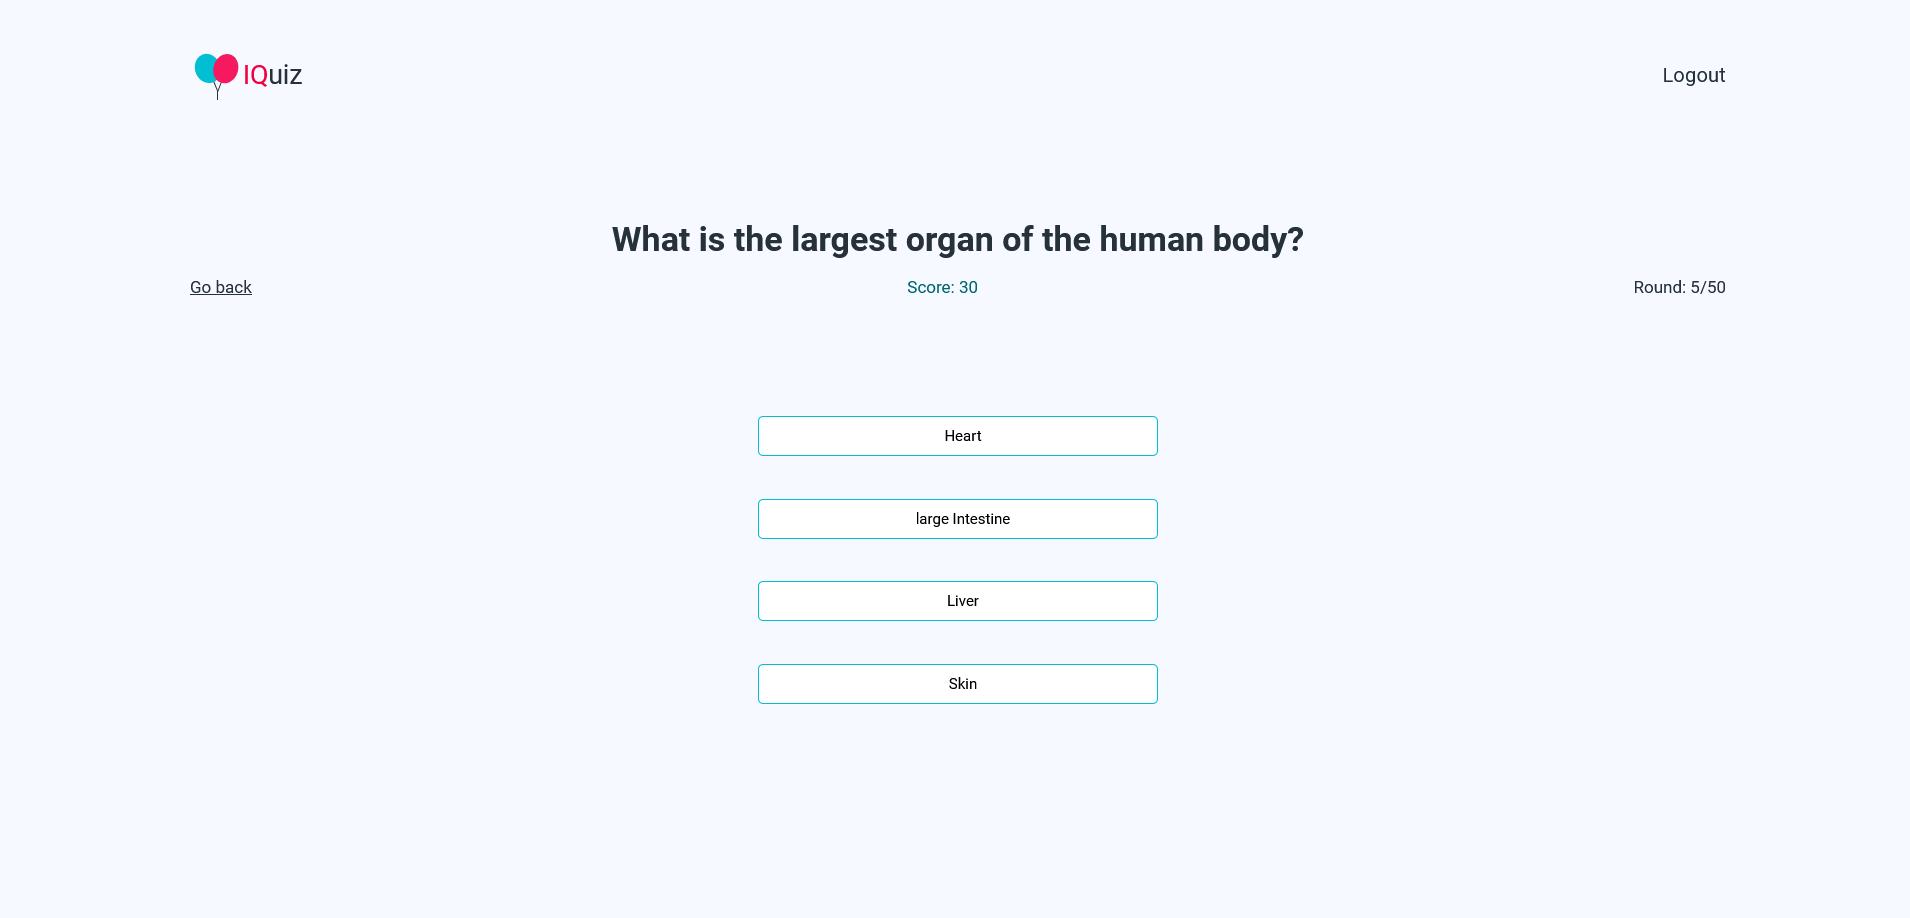 IQuiz
Logout
What is the largest organ of the human body?
Go back
Score: 30
Round: 5/50
Heart
large Intestine
Liver
Skin